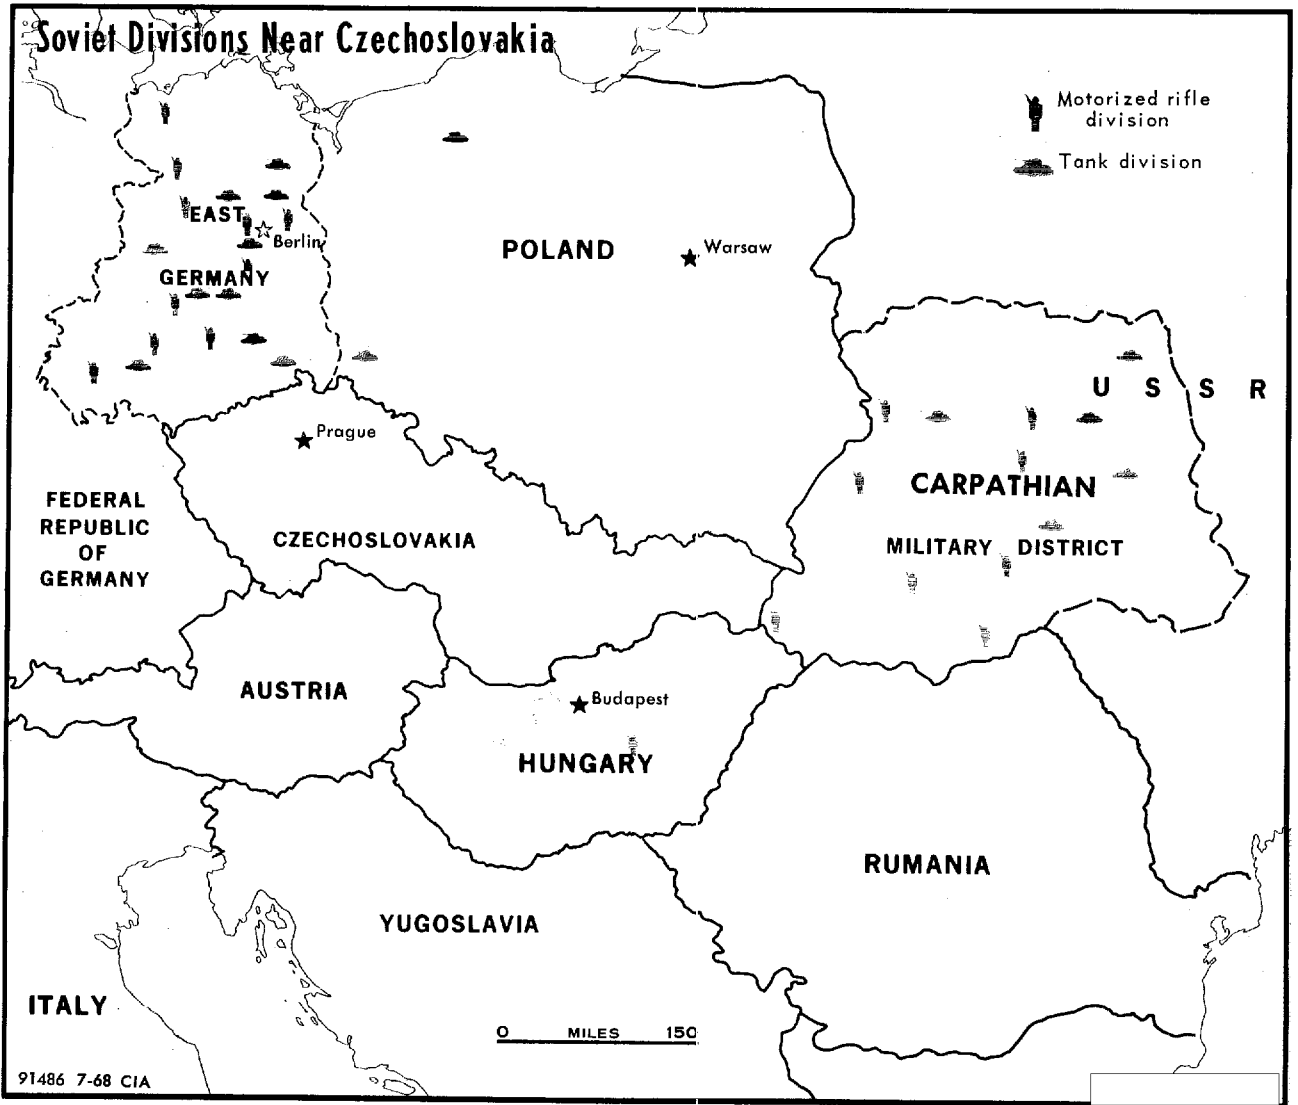 Soviet Divisions Near Czechoslovakia
Motorized rifle
division
Tank division
EAST
Berlin
GERMANY
POLAND
Warsaw
U S S R
Prague
CARPATHIAN
MILITARY DISTRICT
FEDERAL
REPUBLIC
OF
GERMANY
CZECHOSLOVAKIA
AUSTRIA
Budapest
HUNGARY
RUMANIA
YUGOSLAVIA
ITALY
0 MILES 150
91486 7-68 CIA